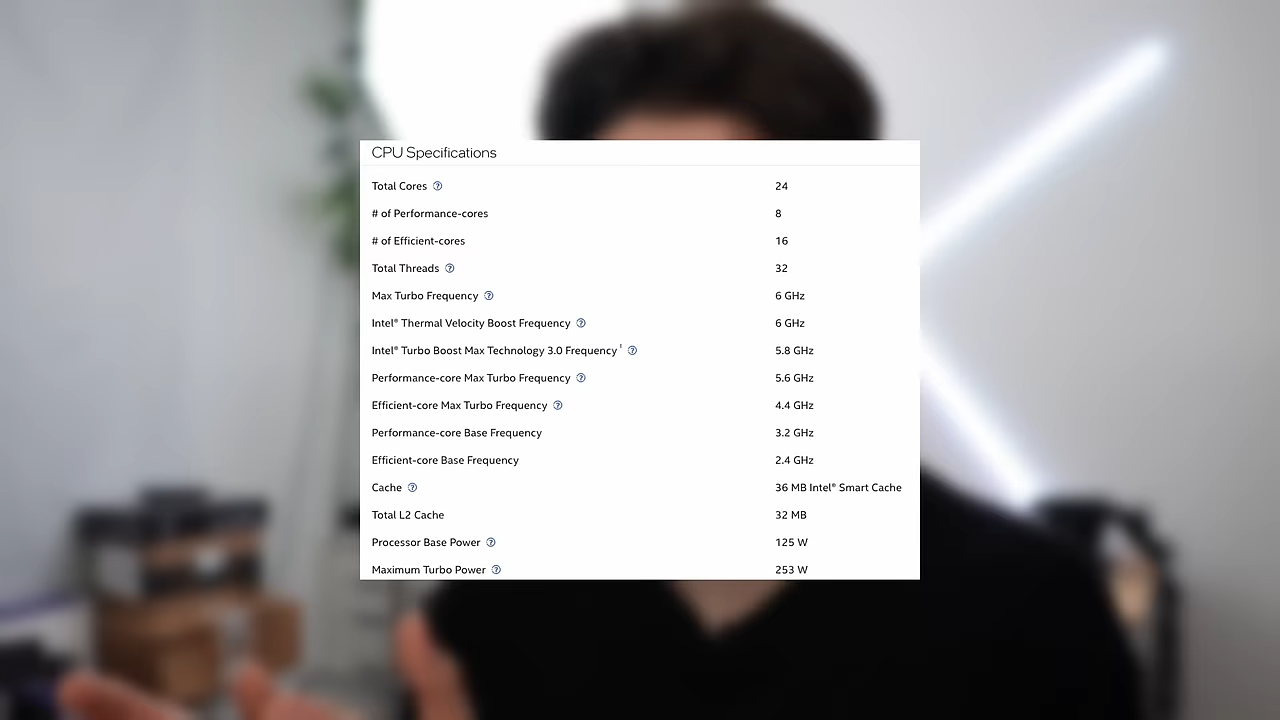 CPU Specifications
Total Cores 24
# of Performance-cores 8
# of Efficient-cores 16
Total Threads 32
Max Turbo Frequency 6 GHz
Intel® Thermal Velocity Boost Frequency 6 GHz
Intel® Turbo Boost Max Technology 3.0 Frequency ‡ 5.8 GHz
Performance-core Max Turbo Frequency 5.6 GHz
Efficient-core Max Turbo Frequency 4.4 GHz
Performance-core Base Frequency 3.2 GHz
Efficient-core Base Frequency 2.4 GHz
Cache 36 MB Intel® Smart Cache
Total L2 Cache 32 MB
Processor Base Power 125 W
Maximum Turbo Power 253 W